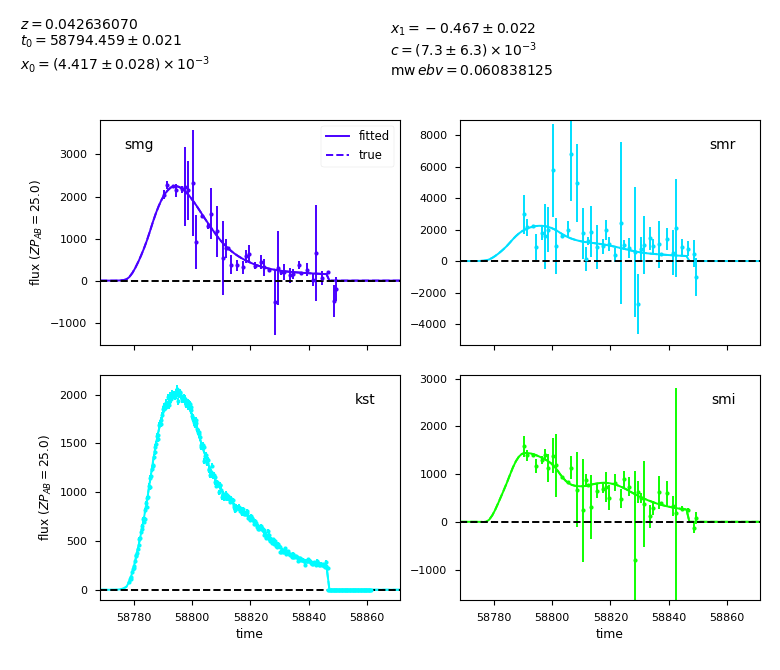 z = 0.042636070
t₀ = 58794.459 ± 0.021
x₀ = (4.417 ± 0.028) × 10⁻³
x₁ = −0.467 ± 0.022
c = (7.3 ± 6.3) × 10⁻³
mw ebv = 0.060838125
smg
fitted
true
3000
2000
1000
0
−1000
flux (ZP_AB = 25.0)
smr
8000
6000
4000
2000
0
−2000
−4000
kst
2000
1500
1000
500
0
flux (ZP_AB = 25.0)
58780 58800 58820 58840 58860
time
smi
3000
2000
1000
0
−1000
58780 58800 58820 58840 58860
time